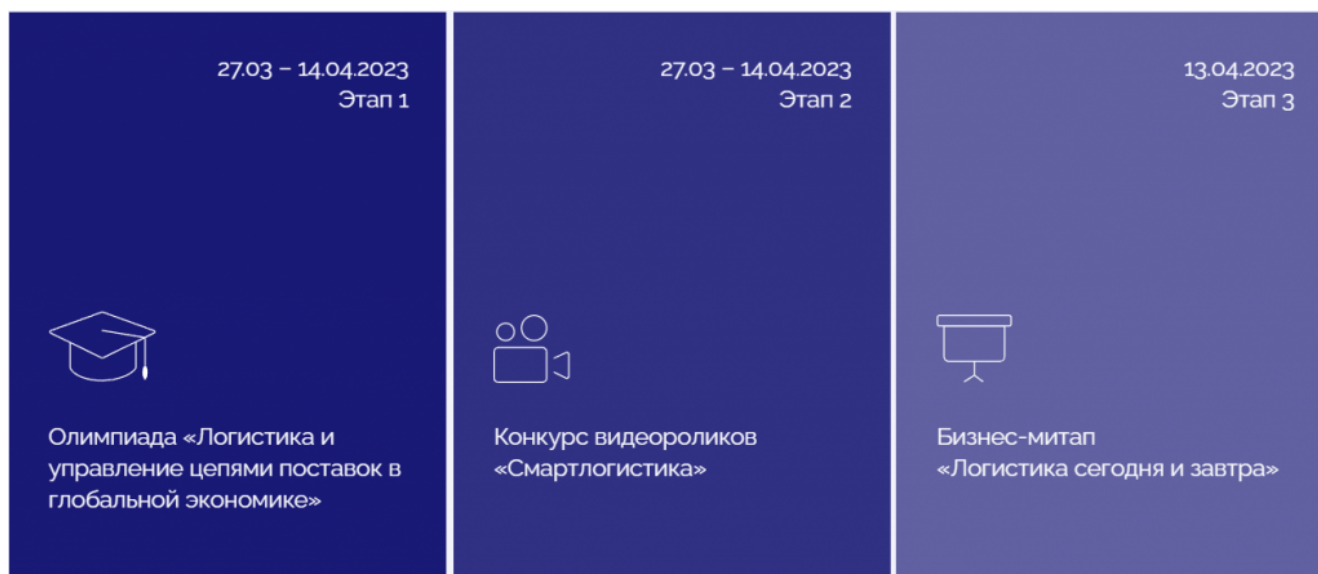 27.03 – 14.04.2023
Этап 1
Олимпиада «Логистика и
управление цепями поставок в
глобальной экономике»
27.03 – 14.04.2023
Этап 2
Конкурс видеороликов
«Смартлогистика»
13.04.2023
Этап 3
Бизнес-митап
«Логистика сегодня и завтра»